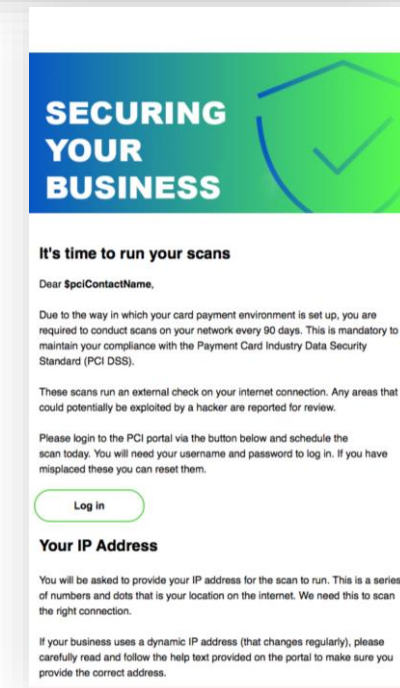 SECURING
YOUR
BUSINESS
It's time to run your scans
Dear $pciContactName,
Due to the way in which your card payment environment is set up, you are
required to conduct scans on your network every 90 days. This is mandatory to
maintain your compliance with the Payment Card Industry Data Security
Standard (PCI DSS).
These scans run an external check on your internet connection. Any areas that
could potentially be exploited by a hacker are reported for review.
Please login to the PCI portal via the button below and schedule the
scan today. You will need your username and password to log in. If you have
misplaced these you can reset them.
Log in
Your IP Address
You will be asked to provide your IP address for the scan to run. This is a series
of numbers and dots that is your location on the internet. We need this to scan
the right connection.
If your business uses a dynamic IP address (that changes regularly), please
carefully read and follow the help text provided on the portal to make sure you
provide the correct address.